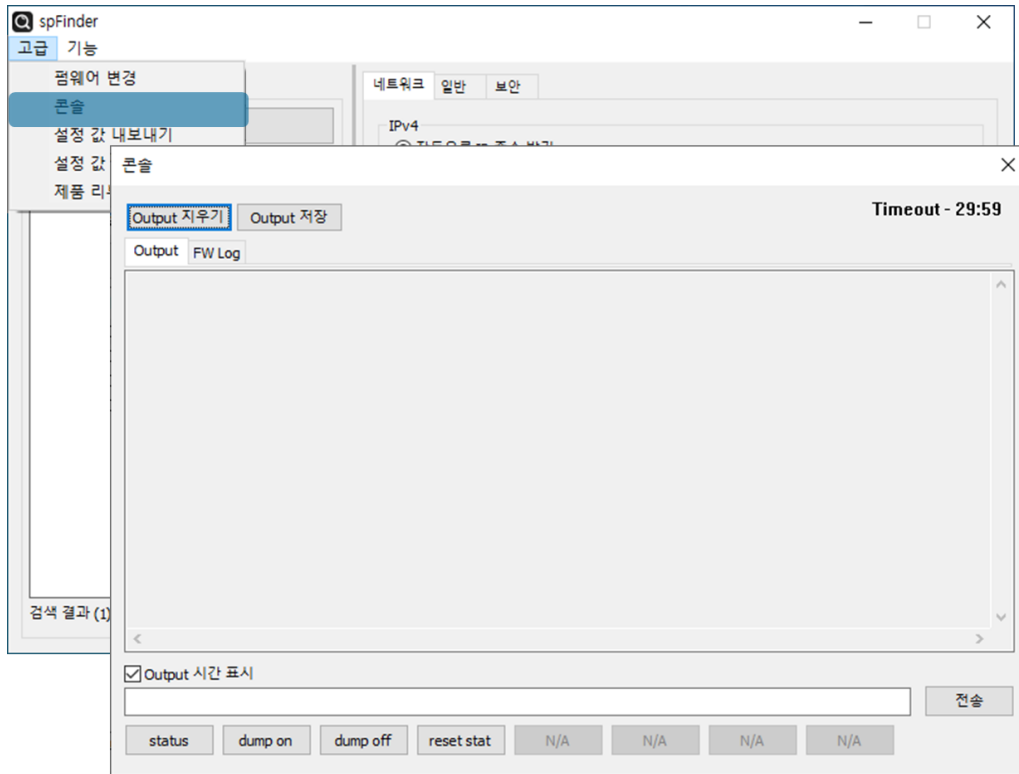 spFinder
고급 기능
펌웨어 변경
콘솔
설정 값 내보내기
설정 값
제품 리
네트워크 일반 보안
IPv4
콘솔
Output 지우기 Output 저장 Timeout - 29:59
Output FW Log
검색 결과 (1)
Output 시간 표시
전송
status dump on dump off reset stat N/A N/A N/A N/A